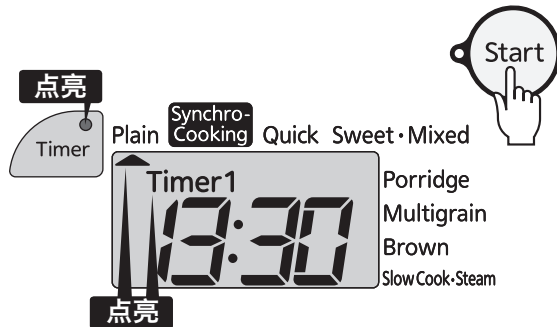 Start
点亮
Timer
Plain Synchro-Cooking Quick Sweet・Mixed
Timer1
13:30
Porridge
Multigrain
Brown
Slow Cook・Steam
点亮